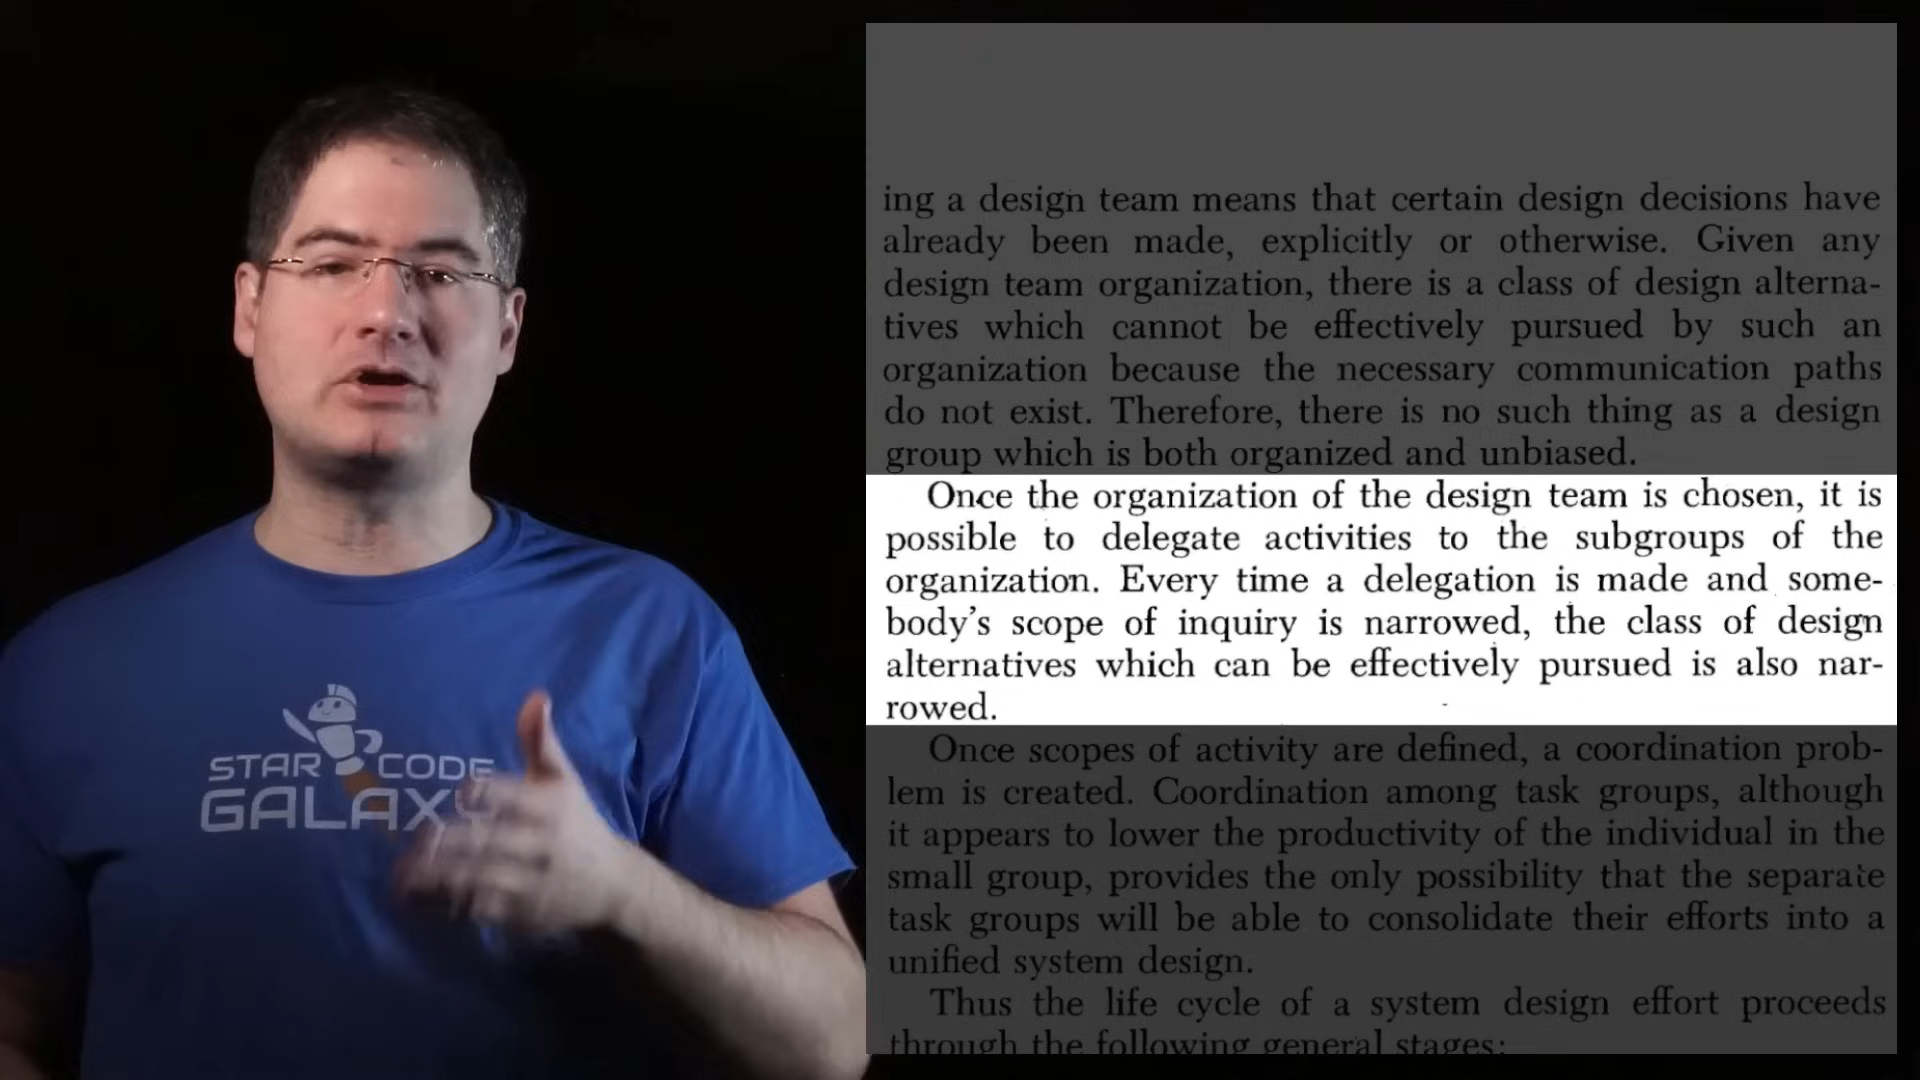 STAR CODE
GALAXY
ing a design team means that certain design decisions have
already been made, explicitly or otherwise. Given any
design team organization, there is a class of design alterna-
tives which cannot be effectively pursued by such an
organization because the necessary communication paths
do not exist. Therefore, there is no such thing as a design
group which is both organized and unbiased.
Once the organization of the design team is chosen, it is
possible to delegate activities to the subgroups of the
organization. Every time a delegation is made and some-
body's scope of inquiry is narrowed, the class of design
alternatives which can be effectively pursued is also nar-
rowed.
Once scopes of activity are defined, a coordination prob-
lem is created. Coordination among task groups, although
it appears to lower the productivity of the individual in the
small group, provides the only possibility that the separate
task groups will be able to consolidate their efforts into a
unified system design.
Thus the life cycle of a system design effort proceeds
through the following general stages: